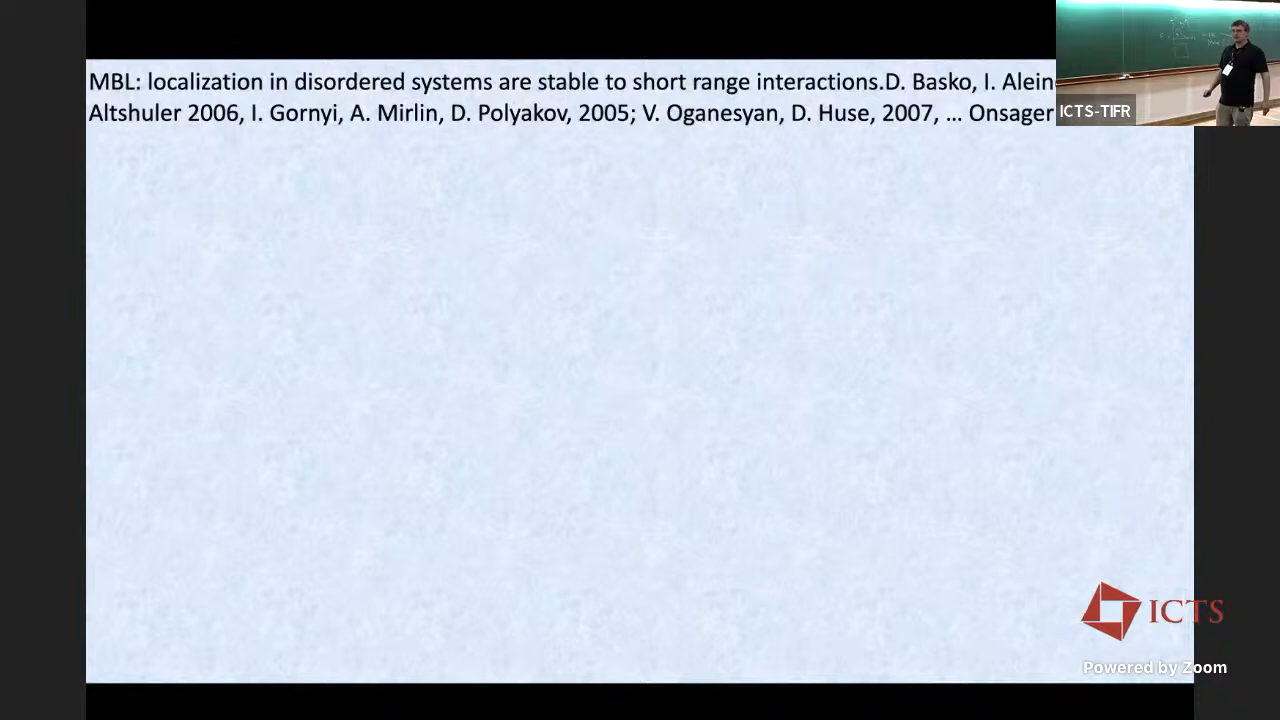 MBL: localization in disordered systems are stable to short range interactions.D. Basko, I. Alein
Altshuler 2006, I. Gornyi, A. Mirlin, D. Polyakov, 2005; V. Oganesyan, D. Huse, 2007, ... Onsager
ICTS-TIFR
ICTS
Powered by Zoom